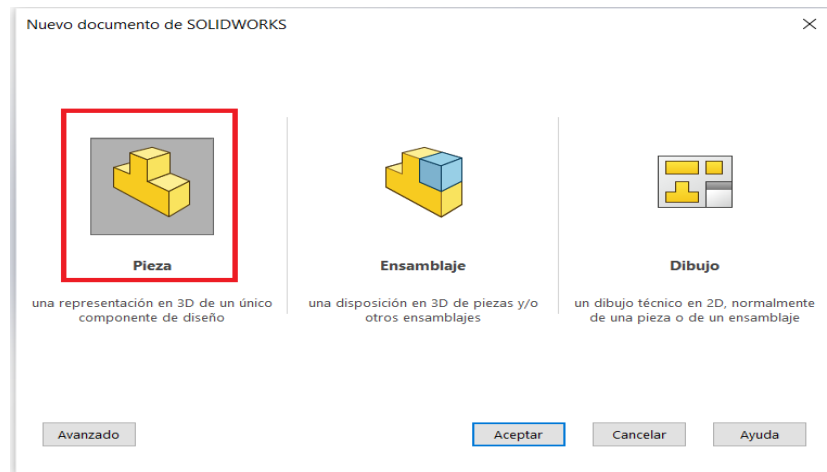 Nuevo documento de SOLIDWORKS
Pieza
una representación en 3D de un único
componente de diseño
Ensamblaje
una disposición en 3D de piezas y/o
otros ensamblajes
Dibujo
un dibujo técnico en 2D, normalmente
de una pieza o de un ensamblaje
Avanzado
Aceptar
Cancelar
Ayuda